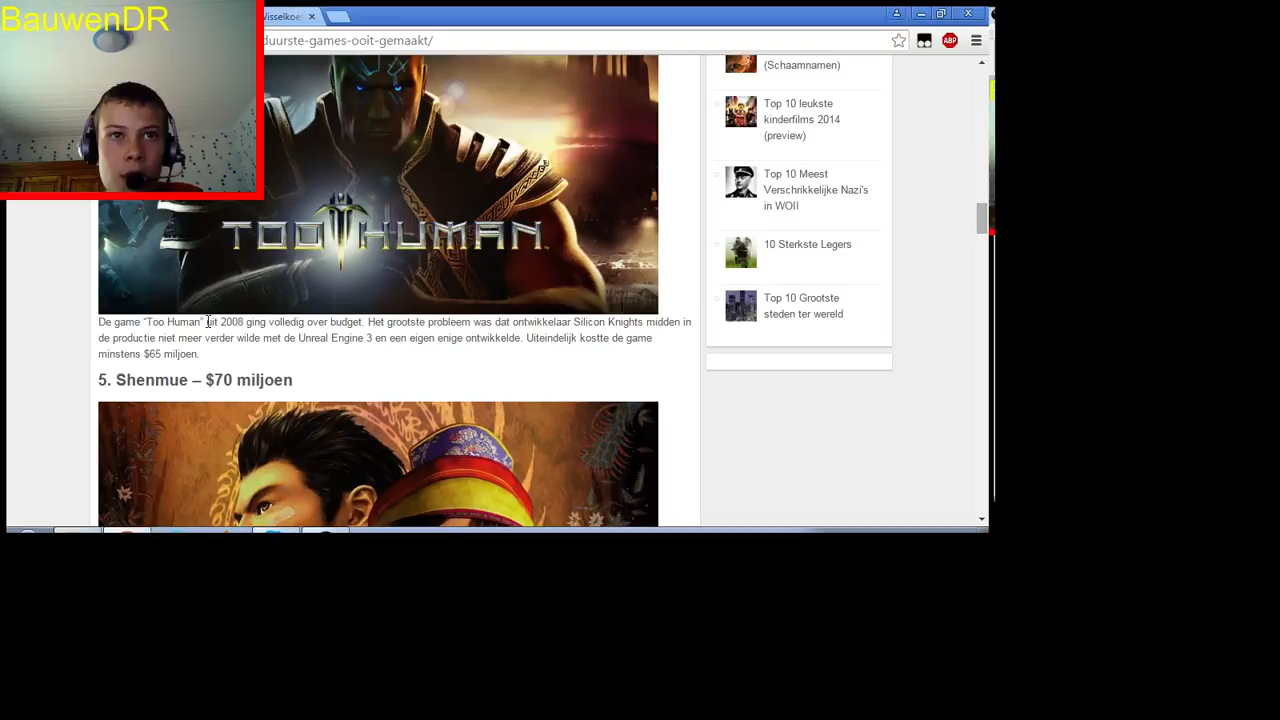 BauwenDR
Visselkoe
duurste-games-ooit-gemaakt/
ABP
TOO HUMAN
De game “Too Human” uit 2008 ging volledig over budget. Het grootste probleem was dat ontwikkelaar Silicon Knights midden in
de productie niet meer verder wilde met de Unreal Engine 3 en een eigen enige ontwikkelde. Uiteindelijk kostte de game
minstens $65 miljoen.
5. Shenmue – $70 miljoen
(Schaamnamen)
Top 10 leukste
kinderfilms 2014
(preview)
Top 10 Meest
Verschrikkelijke Nazi's
in WOII
10 Sterkste Legers
Top 10 Grootste
steden ter wereld